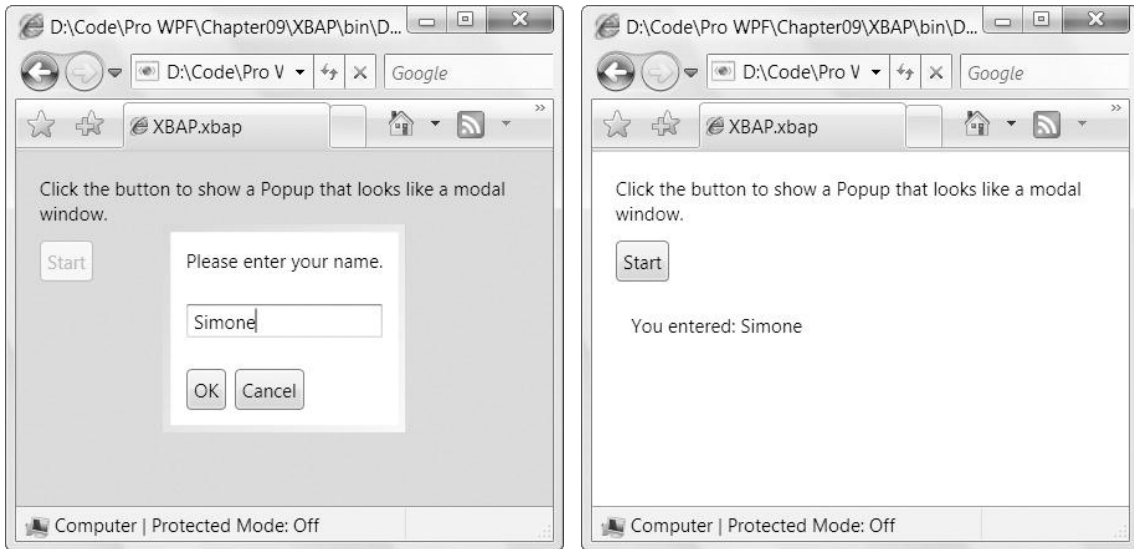 D:\Code\Pro WPF\Chapter09\XBAP\bin\D...
D:\Code\Pro V
Google
XBAP.xbap
Click the button to show a Popup that looks like a modal
window.
Start
Please enter your name.
Simone
OK Cancel
Computer | Protected Mode: Off
D:\Code\Pro WPF\Chapter09\XBAP\bin\D...
D:\Code\Pro V
Google
XBAP.xbap
Click the button to show a Popup that looks like a modal
window.
Start
You entered: Simone
Computer | Protected Mode: Off